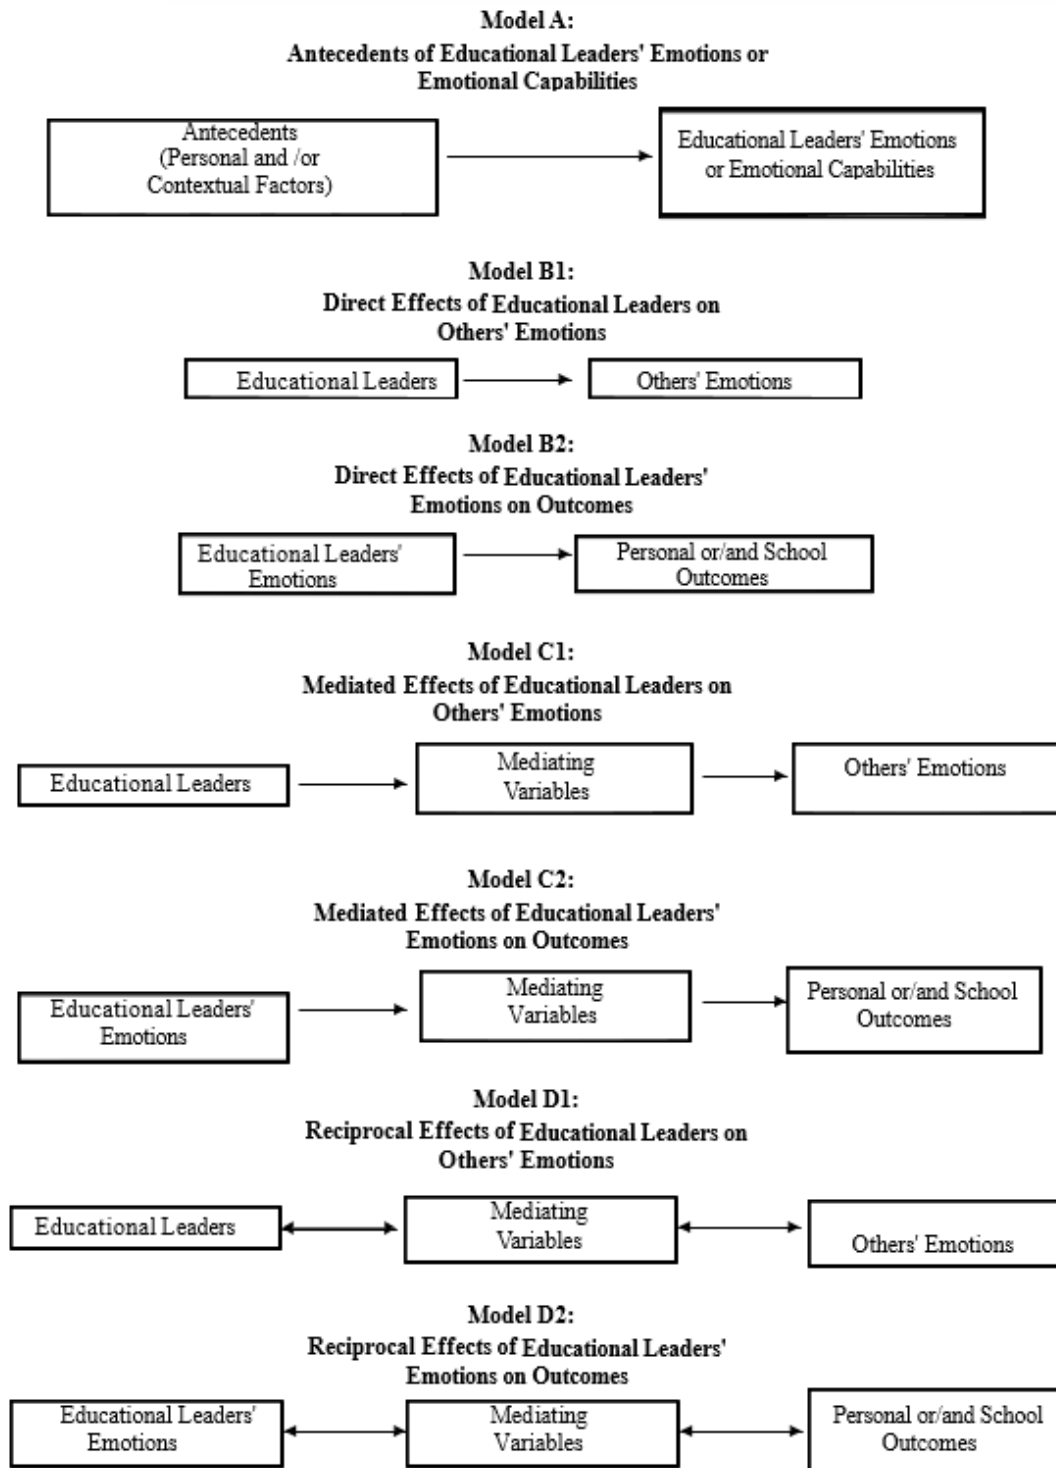 Model A:
Antecedents of Educational Leaders' Emotions or
Emotional Capabilities
Antecedents
(Personal and /or
Contextual Factors)
Educational Leaders' Emotions
or Emotional Capabilities
Model B1:
Direct Effects of Educational Leaders on
Others' Emotions
Educational Leaders
Others' Emotions
Model B2:
Direct Effects of Educational Leaders'
Emotions on Outcomes
Educational Leaders'
Emotions
Personal or/and School
Outcomes
Model C1:
Mediated Effects of Educational Leaders on
Others' Emotions
Educational Leaders
Mediating
Variables
Others' Emotions
Model C2:
Mediated Effects of Educational Leaders'
Emotions on Outcomes
Educational Leaders'
Emotions
Mediating
Variables
Personal or/and School
Outcomes
Model D1:
Reciprocal Effects of Educational Leaders on
Others' Emotions
Educational Leaders
Mediating
Variables
Others' Emotions
Model D2:
Reciprocal Effects of Educational Leaders'
Emotions on Outcomes
Educational Leaders'
Emotions
Mediating
Variables
Personal or/and School
Outcomes